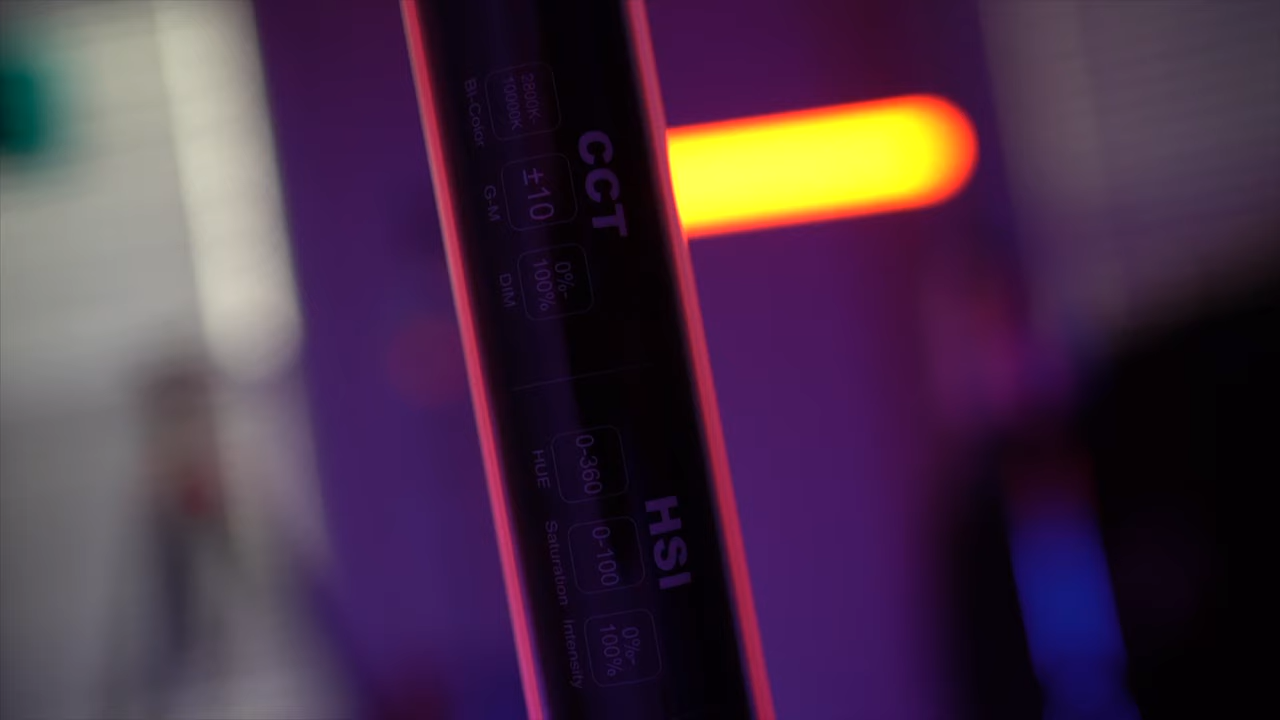 CCT
2800K
10000K
Bi-Color
±10
G-M
0%-
100%
DIM
HSI
0-360
HUE
0-100
Saturation
0%-
100%
Intensity